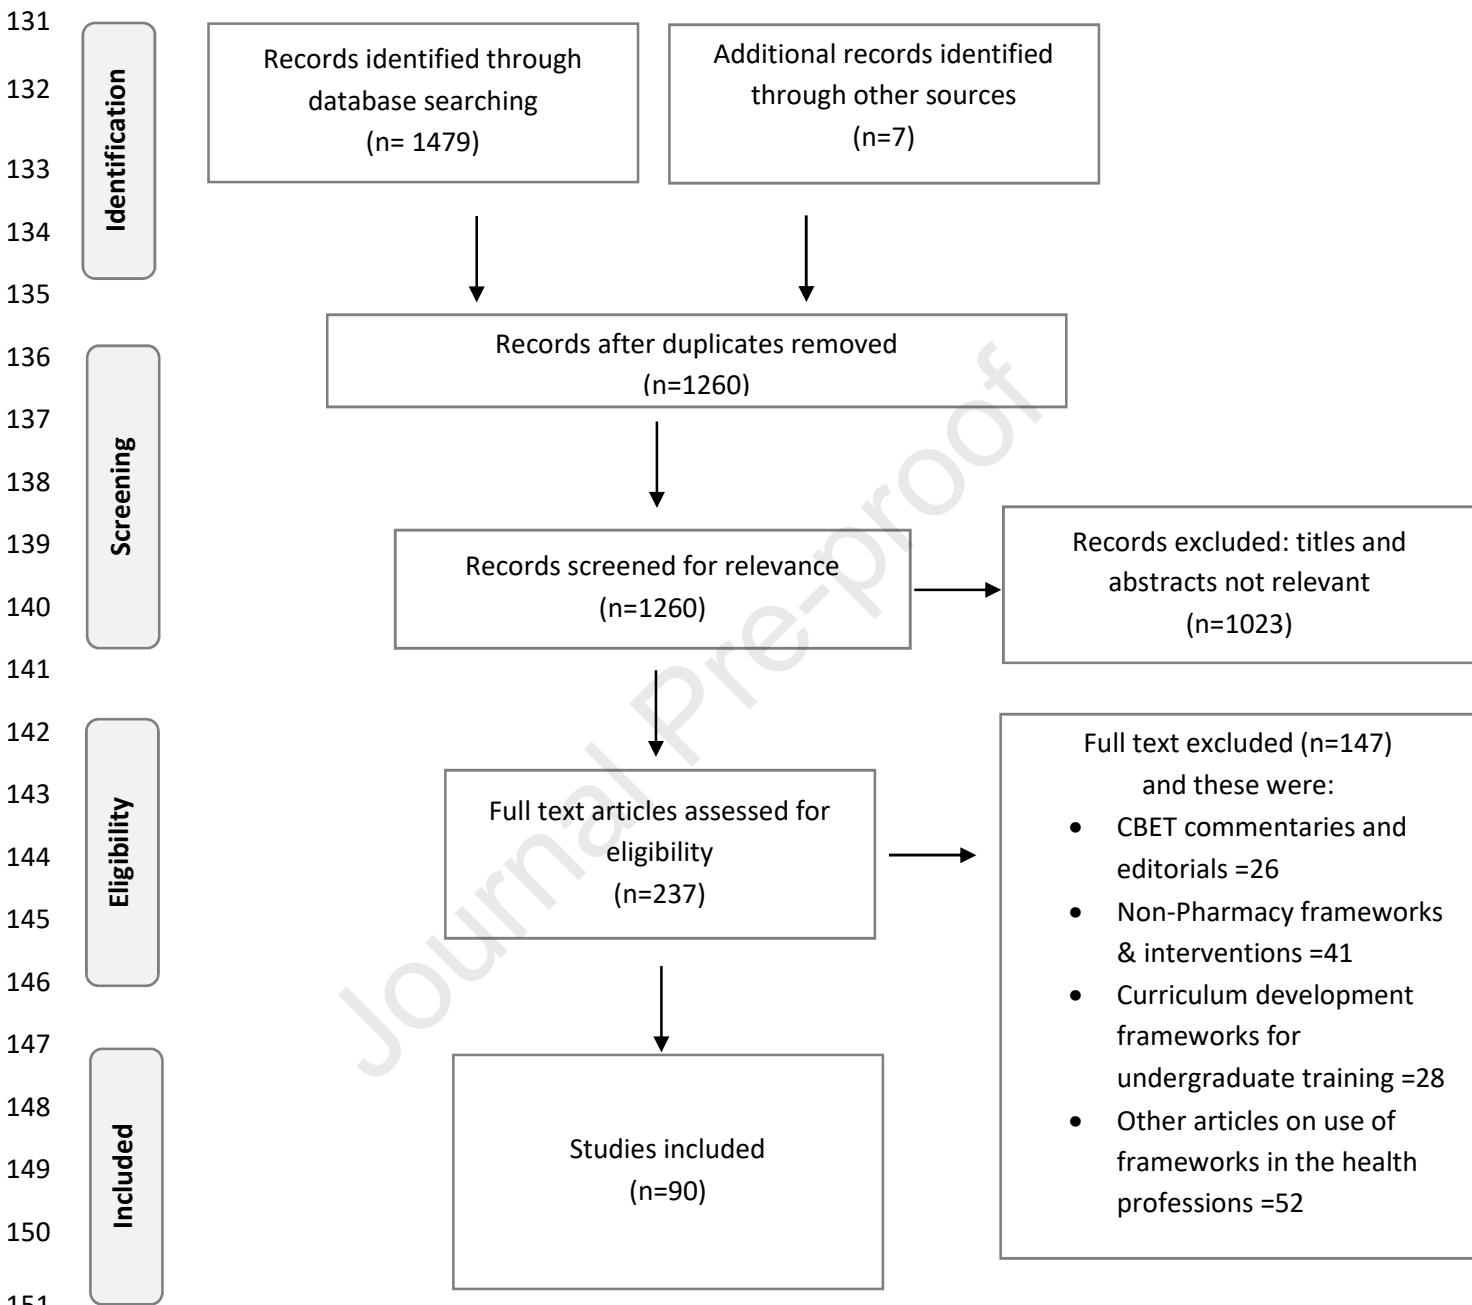 131
132
133
134
135
136
137
138
139
140
141
142
143
144
145
146
147
148
149
150
151
Identification
Records identified through
database searching
(n= 1479)
Additional records identified
through other sources
(n=7)
Records after duplicates removed
(n=1260)
Screening
Records screened for relevance
(n=1260)
Records excluded: titles and
abstracts not relevant
(n=1023)
Eligibility
Full text articles assessed for
eligibility
(n=237)
Full text excluded (n=147)
and these were:
• CBET commentaries and
editorials =26
• Non-Pharmacy frameworks
& interventions =41
• Curriculum development
frameworks for
undergraduate training =28
• Other articles on use of
frameworks in the health
professions =52
Included
Studies included
(n=90)
Journal Pre-proof